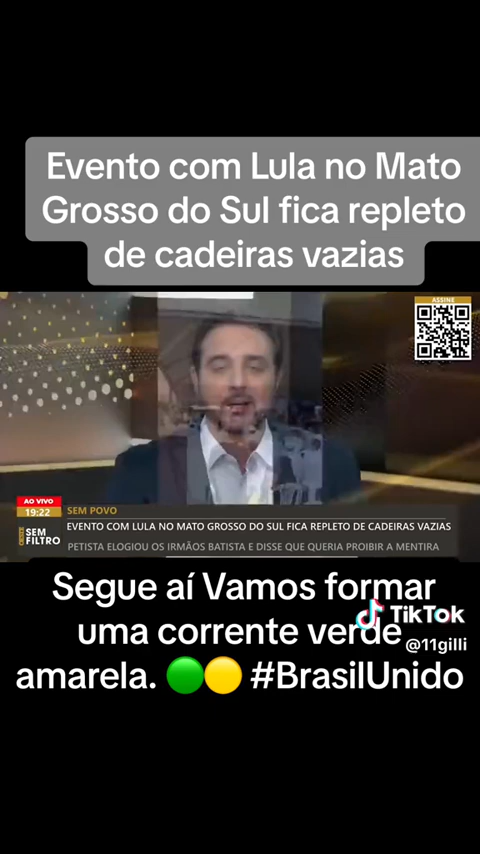 Evento com Lula no Mato
Grosso do Sul fica repleto
de cadeiras vazias
ASSINE
AO VIVO
19:22
SEM POVO
EVENTO COM LULA NO MATO GROSSO DO SUL FICA REPLETO DE CADEIRAS VAZIAS
OESTE
SEM
FILTRO
PETISTA ELOGIOU OS IRMÃOS BATISTA E DISSE QUE QUERIA PROIBIR A MENTIRA
Segue aí Vamos formar
uma corrente verde
amarela. 🟢🟡 #BrasilUnido
TikTok
@11gilli